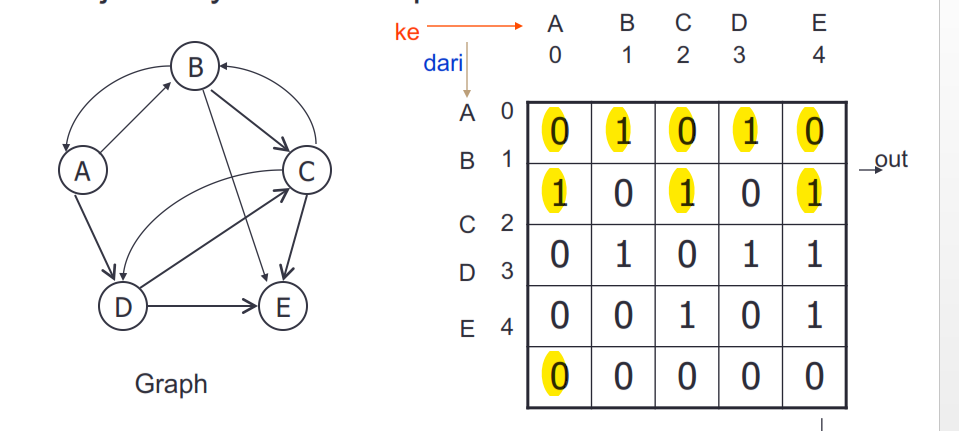 ke
dari
A B C D E
0 1 2 3 4
A 0
B 1
C 2
D 3
E 4
0 1 0 1 0
1 0 1 0 1
0 1 0 1 1
0 0 1 0 1
0 0 0 0 0
out
B
A
C
D
E
Graph